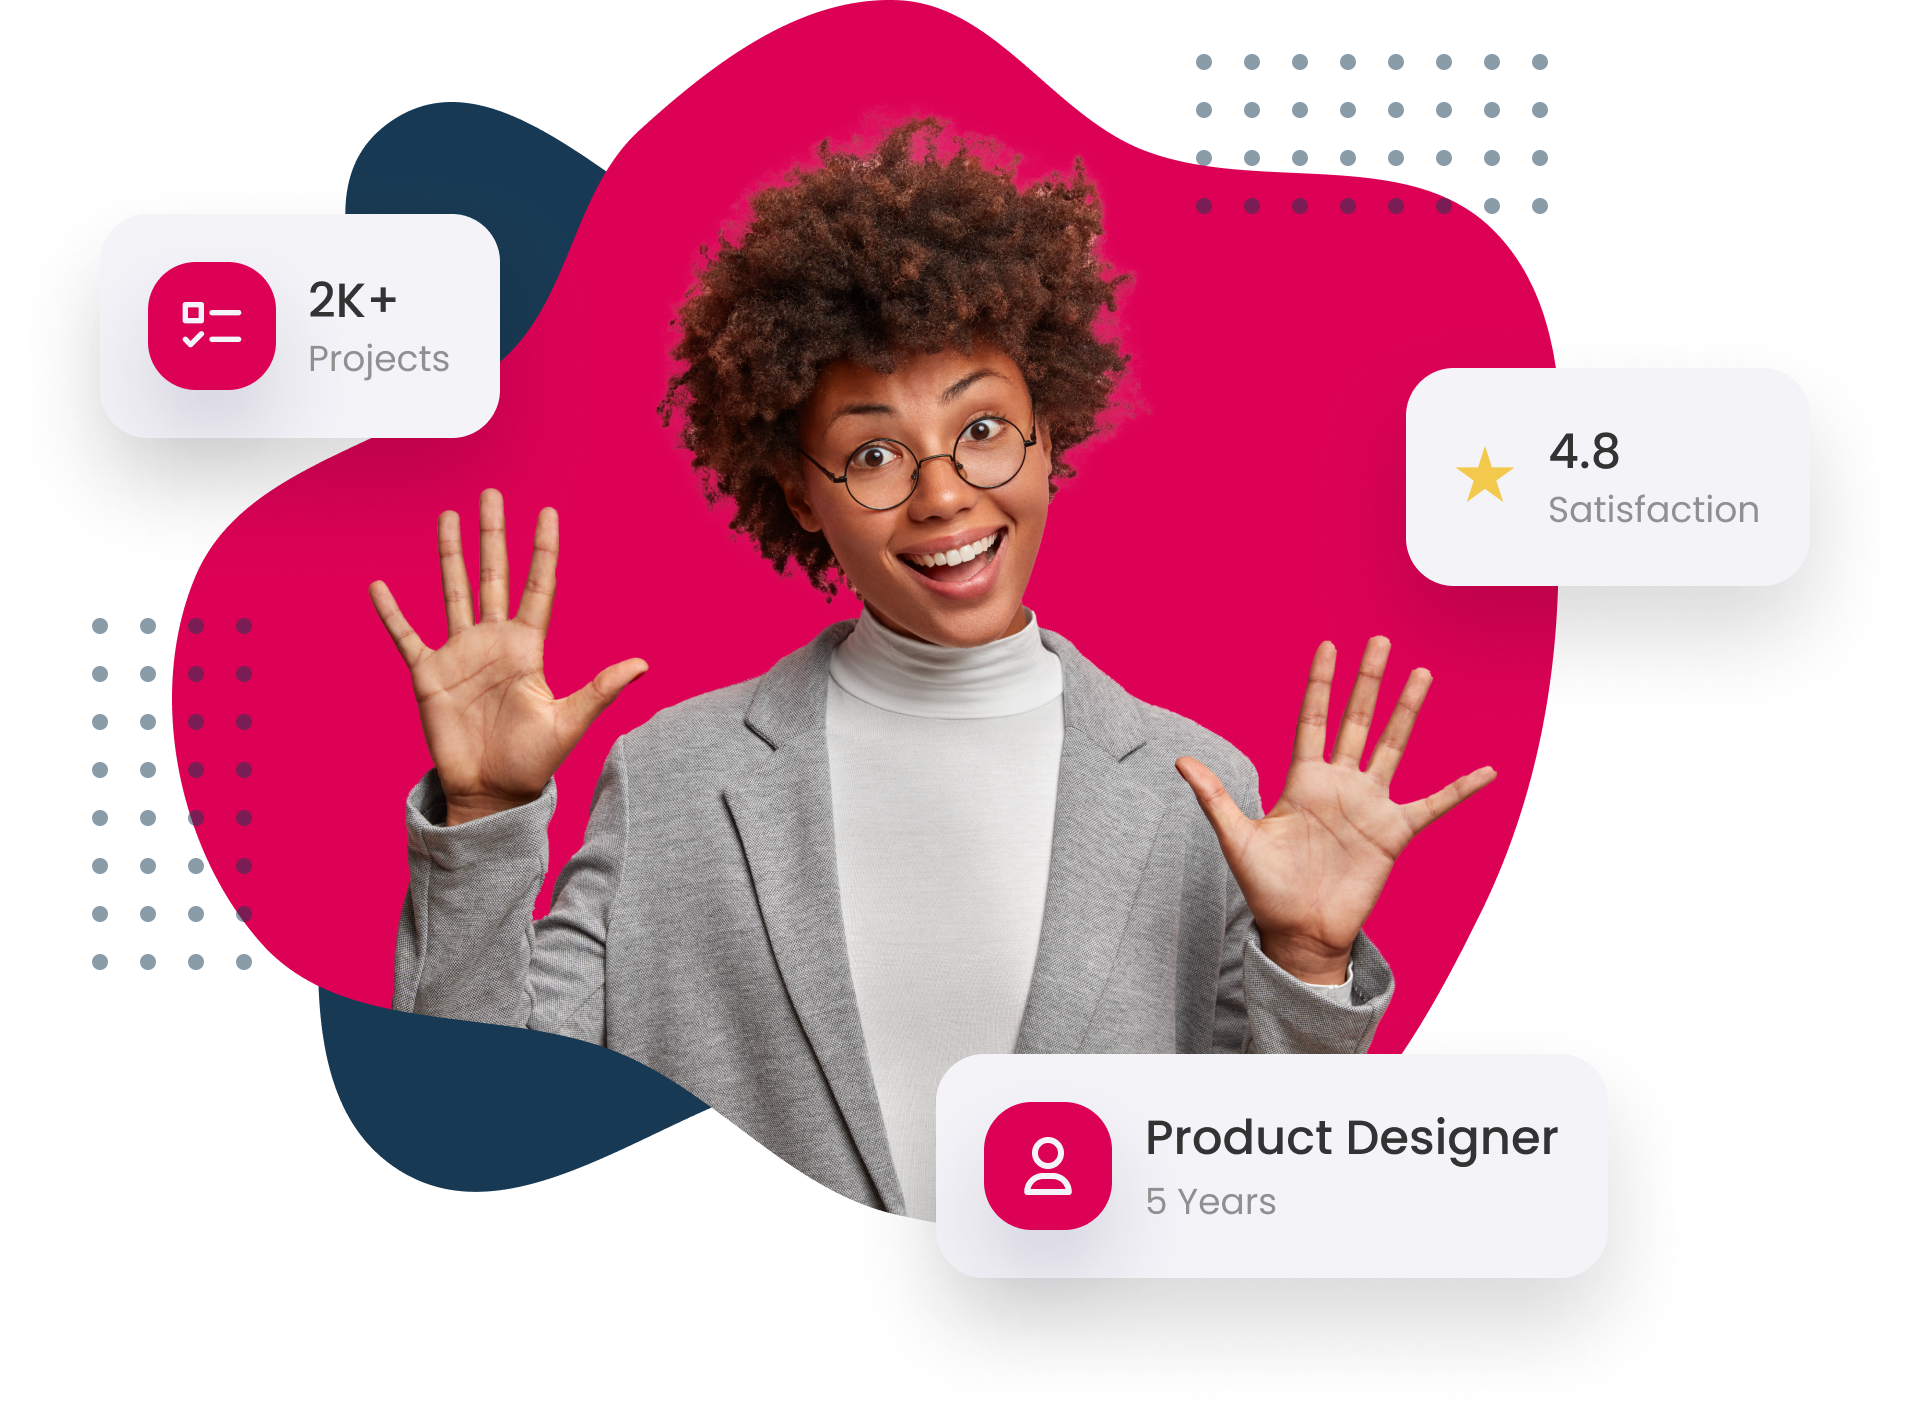 2K+
Projects
4.8
Satisfaction
Product Designer
5 Years